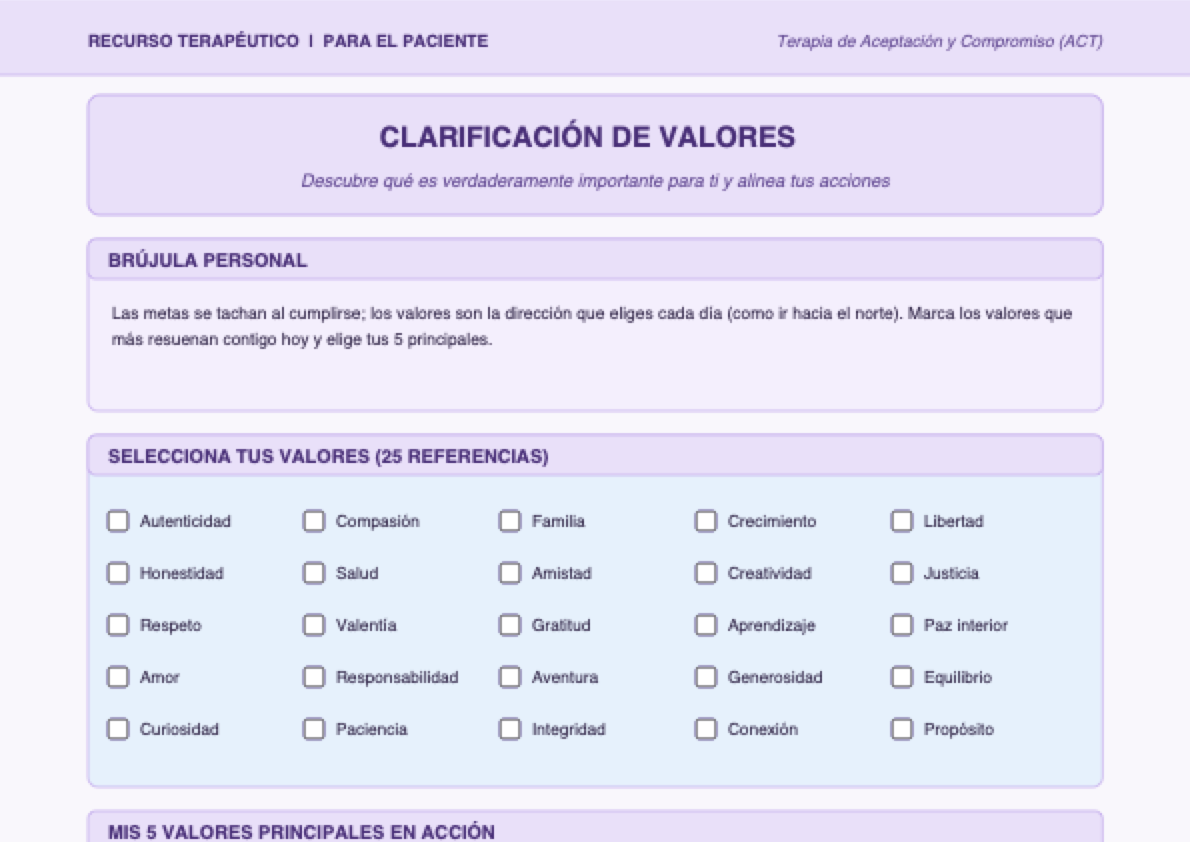 RECURSO TERAPÉUTICO | PARA EL PACIENTE
Terapia de Aceptación y Compromiso (ACT)
CLARIFICACIÓN DE VALORES
Descubre qué es verdaderamente importante para ti y alinea tus acciones
BRÚJULA PERSONAL
Las metas se tachan al cumplirse; los valores son la dirección que eliges cada día (como ir hacia el norte). Marca los valores que
más resuenan contigo hoy y elige tus 5 principales.
SELECCIONA TUS VALORES (25 REFERENCIAS)
Autenticidad Compasión Familia Crecimiento Libertad
Honestidad Salud Amistad Creatividad Justicia
Respeto Valentía Gratitud Aprendizaje Paz interior
Amor Responsabilidad Aventura Generosidad Equilibrio
Curiosidad Paciencia Integridad Conexión Propósito
MIS 5 VALORES PRINCIPALES EN ACCIÓN